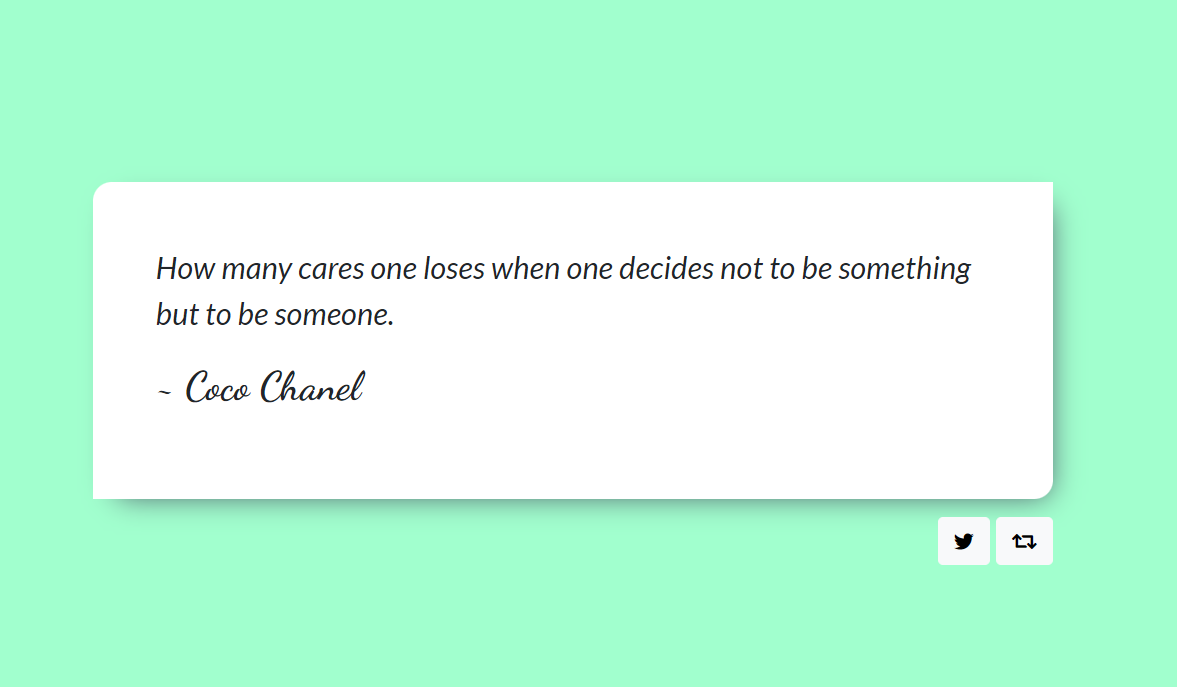 How many cares one loses when one decides not to be something
but to be someone.
~ Coco Chanel